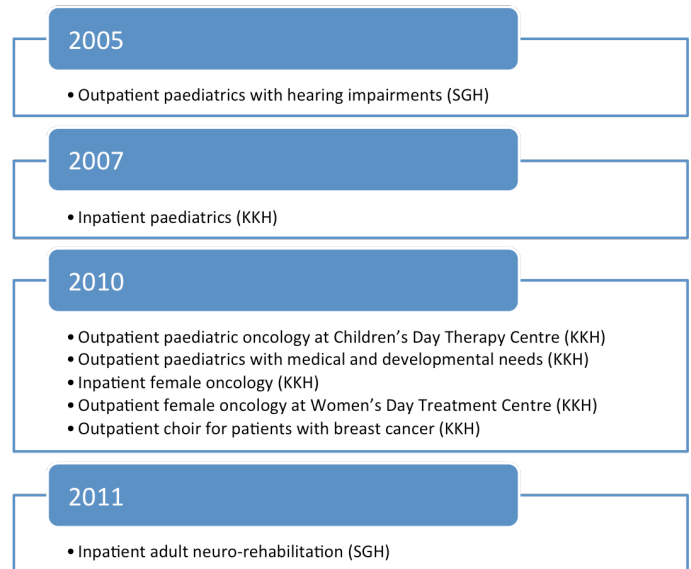 2005
• Outpatient paediatrics with hearing impairments (SGH)
2007
• Inpatient paediatrics (KKH)
2010
• Outpatient paediatric oncology at Children’s Day Therapy Centre (KKH)
• Outpatient paediatrics with medical and developmental needs (KKH)
• Inpatient female oncology (KKH)
• Outpatient female oncology at Women’s Day Treatment Centre (KKH)
• Outpatient choir for patients with breast cancer (KKH)
2011
• Inpatient adult neuro-rehabilitation (SGH)